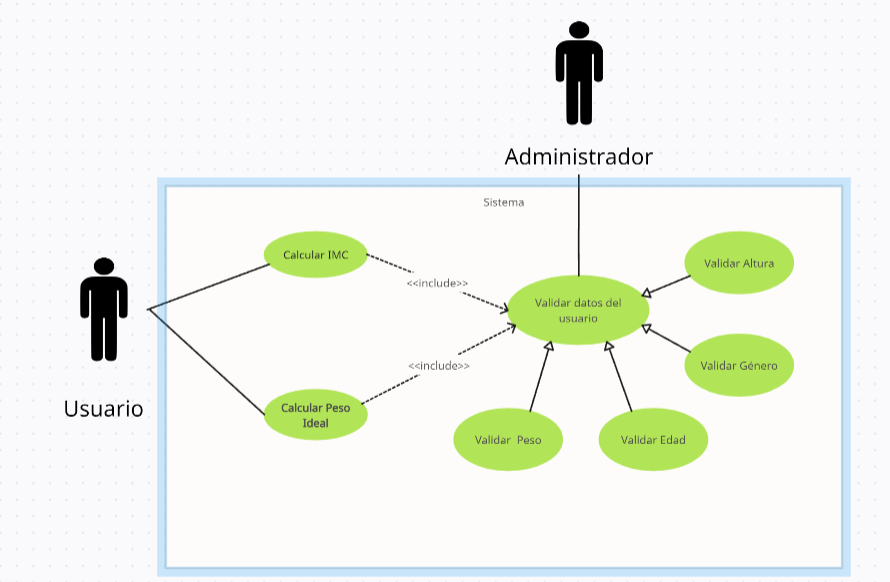 Administrador
Sistema
Calcular IMC
<<include>>
Validar datos del
usuario
Validar Altura
Validar Género
<<include>>
Usuario
Calcular Peso
Ideal
Validar Peso
Validar Edad